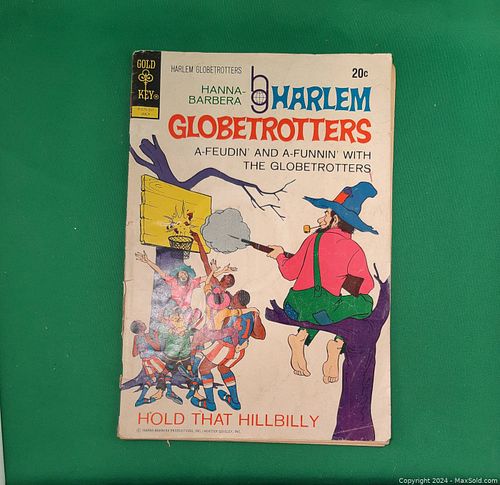 GOLD
KEY®
HARLEM GLOBETROTTERS
20c
HANNA-
BARBERA
hg HARLEM
GLOBETROTTERS
A-FEUDIN' AND A-FUNNIN' WITH
THE GLOBETROTTERS
HOLD THAT HILLBILLY
Copyright 2024 - MaxSold.com